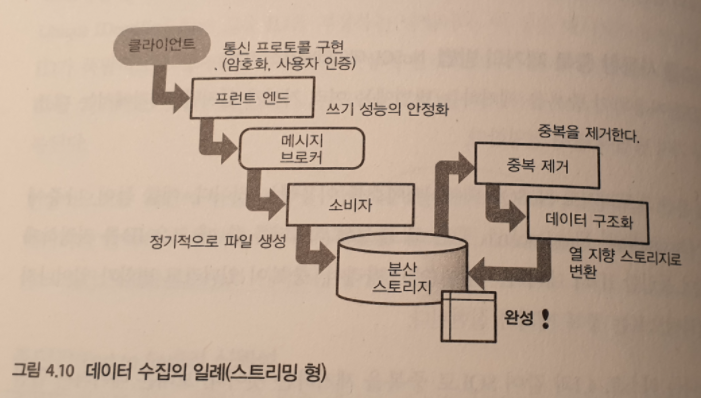 클라이언트
통신 프로토콜 구현
(암호화, 사용자 인증)
프런트 엔드
쓰기 성능의 안정화
메시지
브로커
소비자
정기적으로 파일 생성
분산
스토리지
중복을 제거한다.
중복 제거
데이터 구조화
열 지향 스토리지로
변환
완성!
그림 4.10 데이터 수집의 일례(스트리밍 형)